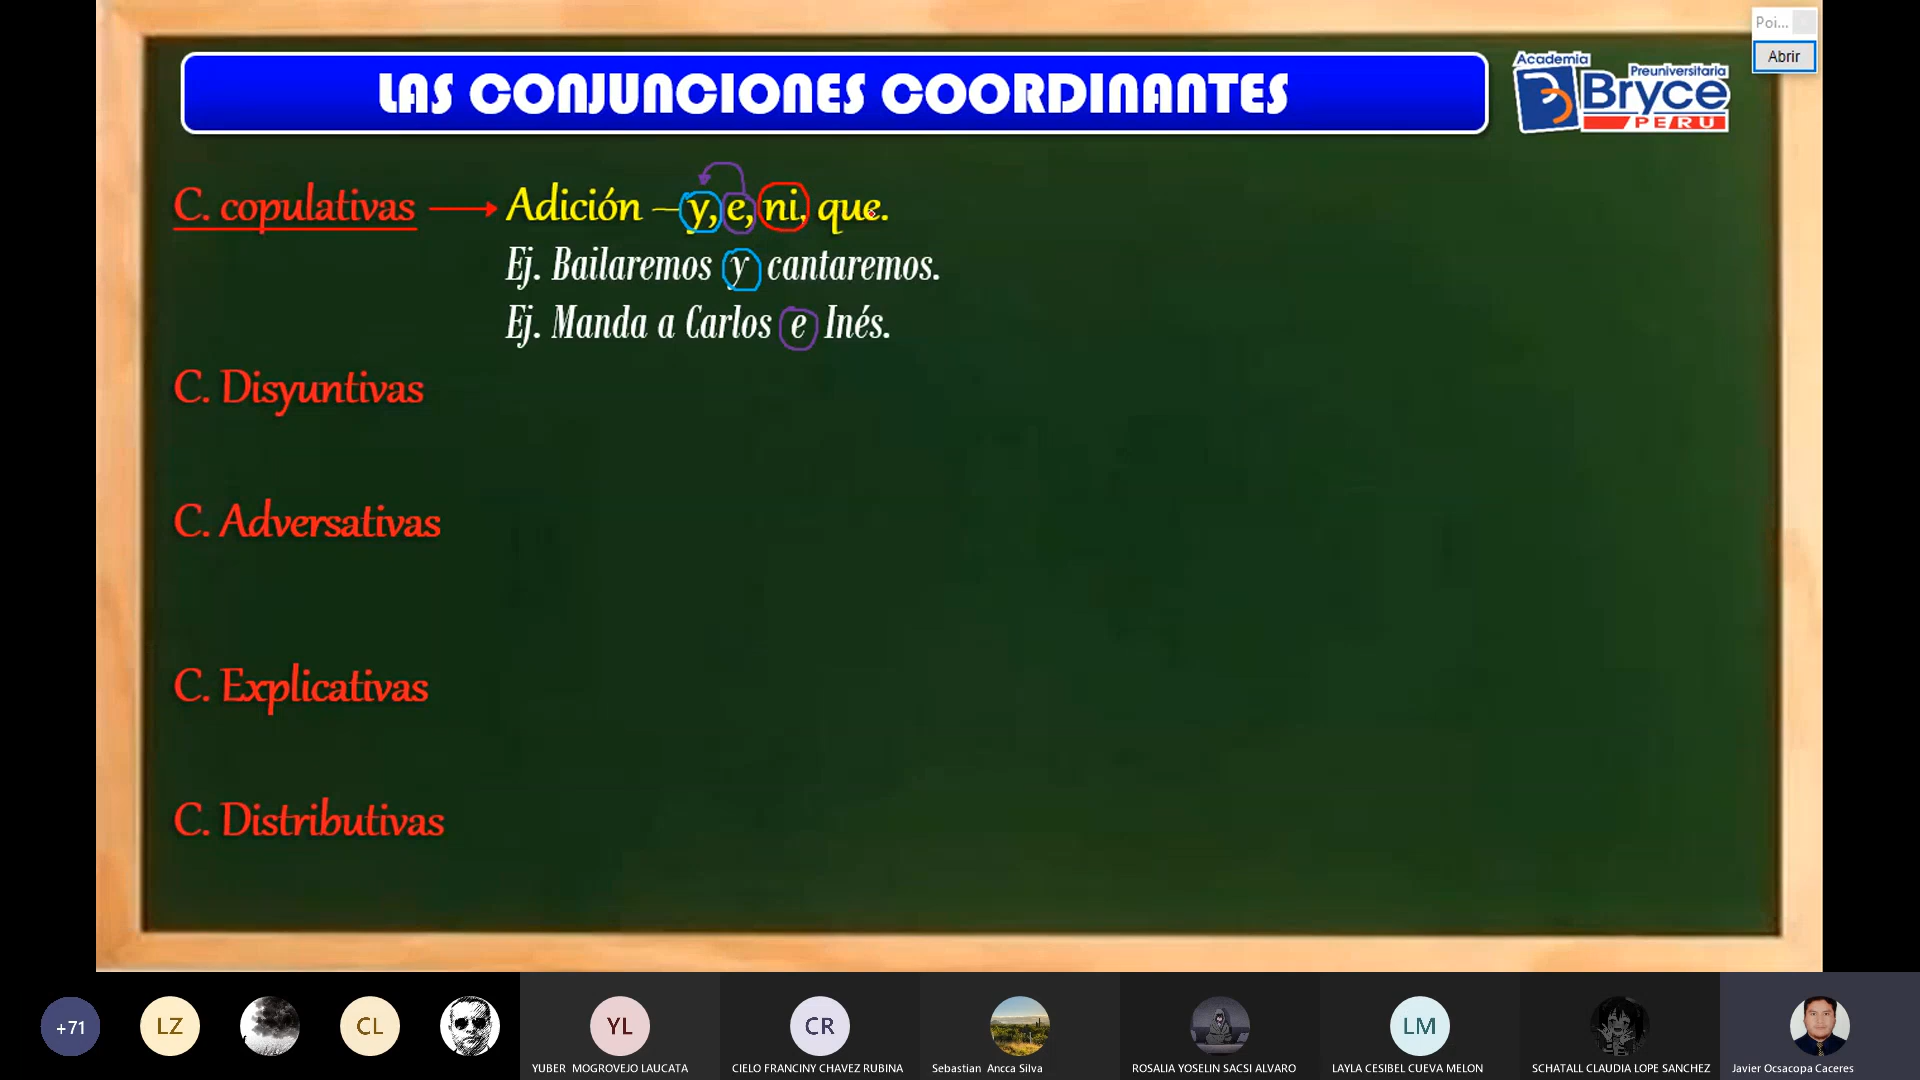 Poi...
Abrir
LAS CONJUNCIONES COORDINANTES
Academia
Preuniversitaria
Bryce
PERU
C. copulativas
Adición – y, e, ni, que.
Ej. Bailaremos y cantaremos.
Ej. Manda a Carlos e Inés.
C. Disyuntivas
C. Adversativas
C. Explicativas
C. Distributivas
+71
LZ
CL
YL
CR
LM
YUBER MOGROVEJO LAUCATA
CIELO FRANCINY CHAVEZ RUBINA
Sebastian Ancca Silva
ROSALIA YOSELIN SACSI ALVARO
LAYLA CESIBEL CUEVA MELON
SCHATALL CLAUDIA LOPE SANCHEZ
Javier Ocsacopa Caceres